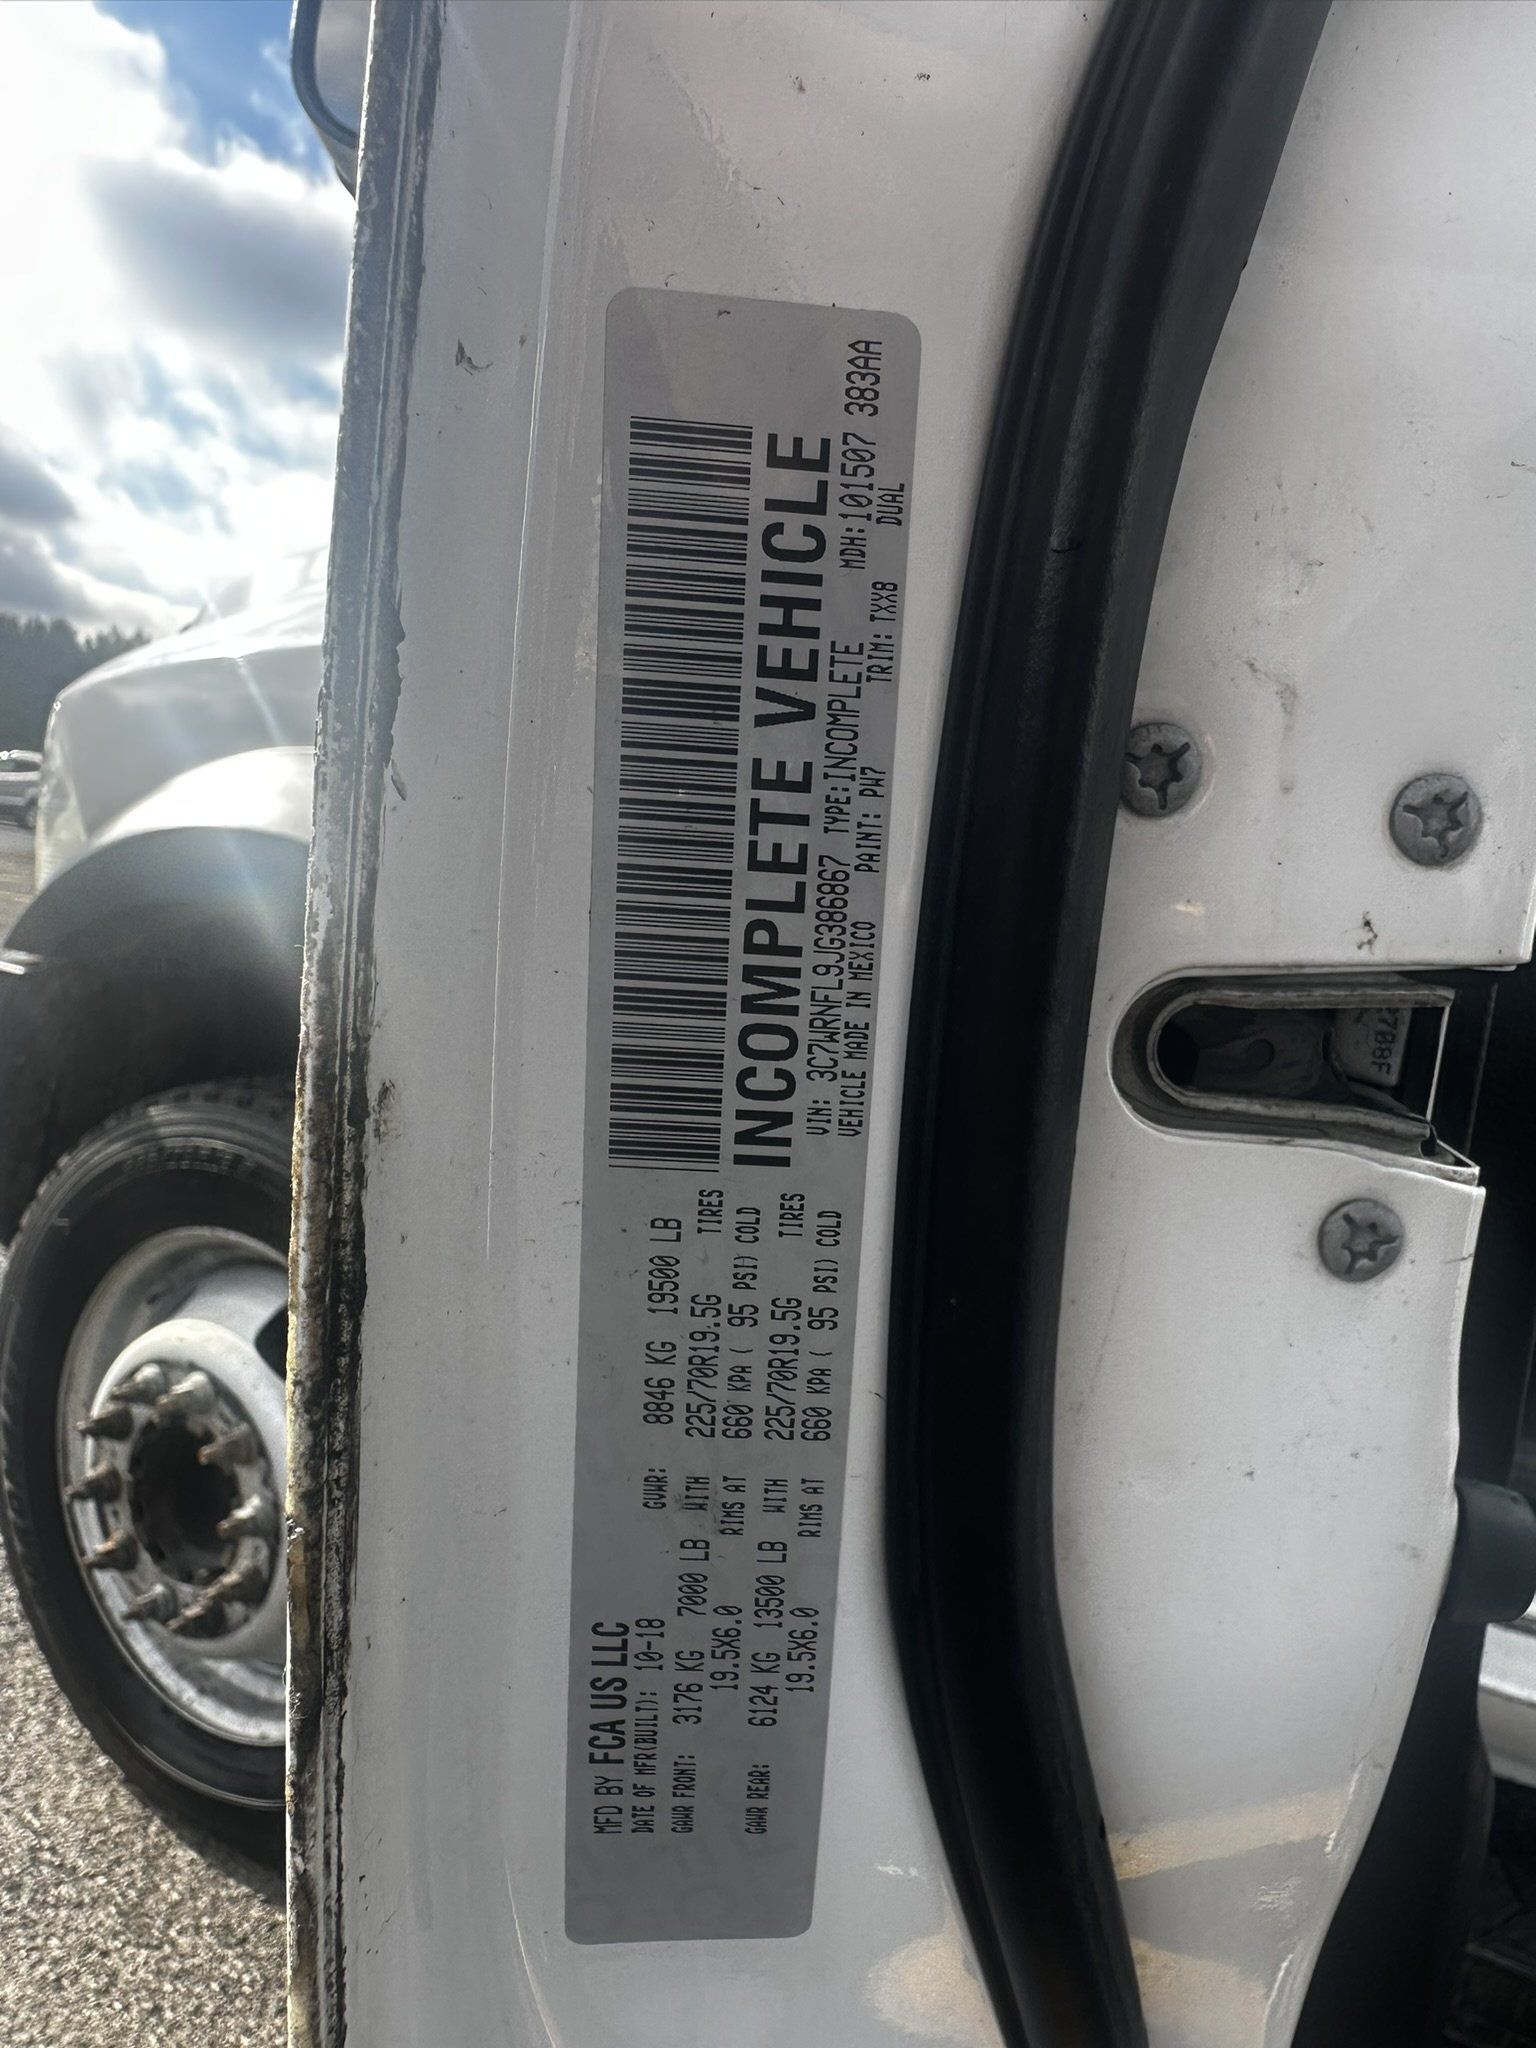 MFD BY FCA US LLC
DATE OF MFR(BUILT): 10-18 GVWR: 8846 KG 19500 LB
GAWR FRONT: 3176 KG 7000 LB WITH 225/70R19.5G TIRES
19.5X6.0 RIMS AT 660 KPA ( 95 PSI) COLD
GAWR REAR: 6124 KG 13500 LB WITH 225/70R19.5G TIRES
19.5X6.0 RIMS AT 660 KPA ( 95 PSI) COLD
INCOMPLETE VEHICLE
VIN: 3C7WRNFL9JG386867 TYPE: INCOMPLETE MDH: 101507 383AA
VEHICLE MADE IN MEXICO PAINT: PW7 TRIM: TXX8 DUAL
2708F